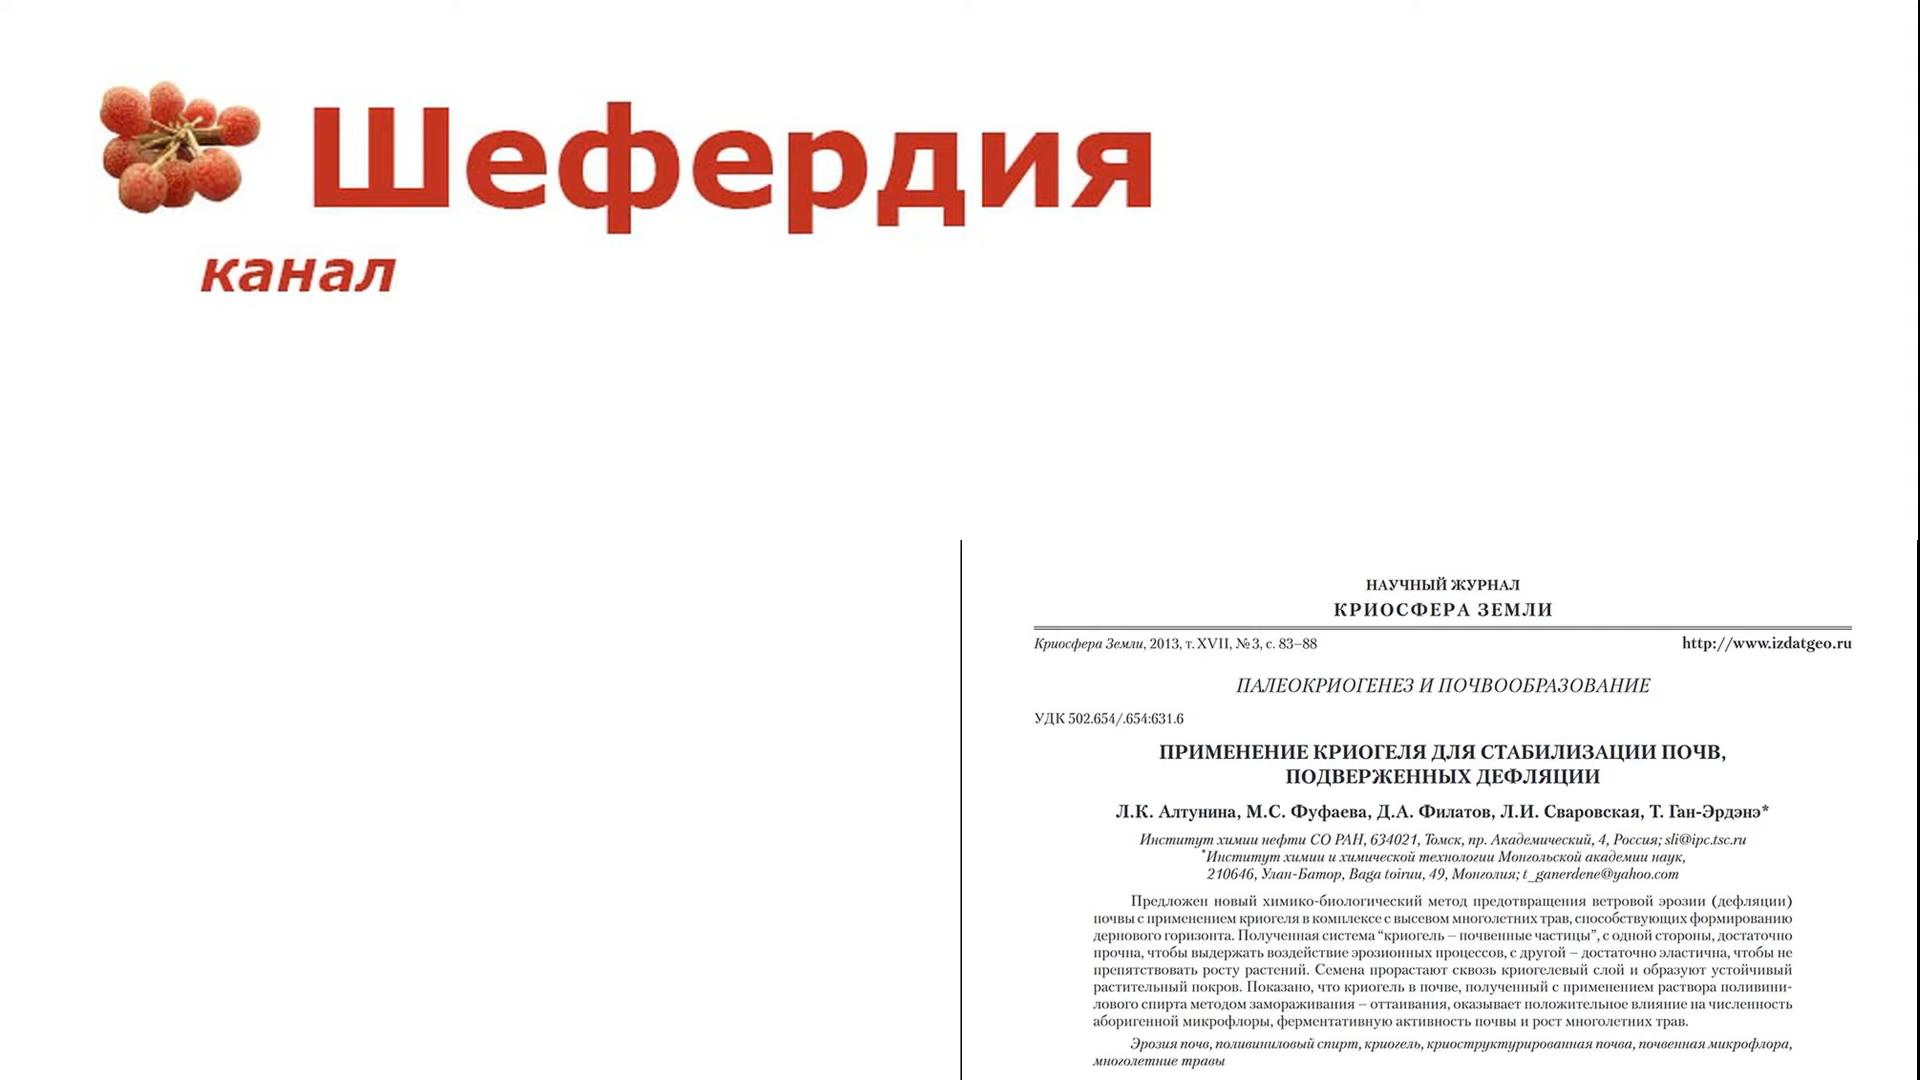 Шефердия
канал
НАУЧНЫЙ ЖУРНАЛ
КРИОСФЕРА ЗЕМЛИ
Криосфера Земли, 2013, т. XVII, № 3, с. 83–88 http://www.izdatgeo.ru
ПАЛЕОКРИОГЕНЕЗ И ПОЧВООБРАЗОВАНИЕ
УДК 502.654/.654:631.6
ПРИМЕНЕНИЕ КРИОГЕЛЯ ДЛЯ СТАБИЛИЗАЦИИ ПОЧВ,
ПОДВЕРЖЕННЫХ ДЕФЛЯЦИИ
Л.К. Алтунина, М.С. Фуфаева, Д.А. Филатов, Л.И. Сваровская, Т. Ган-Эрдэнэ*
Институт химии нефти СО РАН, 634021, Томск, пр. Академический, 4, Россия; sli@ipc.tsc.ru
*Институт химии и химической технологии Монгольской академии наук,
210646, Улан-Батор, Baga toiruu, 49, Монголия; t_ganerdene@yahoo.com
Предложен новый химико-биологический метод предотвращения ветровой эрозии (дефляции)
почвы с применением криогеля в комплексе с высевом многолетних трав, способствующих формированию
дернового горизонта. Полученная система “криогель – почвенные частицы”, с одной стороны, достаточно
прочна, чтобы выдержать воздействие эрозионных процессов, с другой – достаточно эластична, чтобы не
препятствовать росту растений. Семена прорастают сквозь криогелевый слой и образуют устойчивый
растительный покров. Показано, что криогель в почве, полученный с применением раствора поливини-
лового спирта методом замораживания – оттаивания, оказывает положительное влияние на численность
аборигенной микрофлоры, ферментативную активность почвы и рост многолетних трав.
Эрозия почв, поливиниловый спирт, криогель, криоструктурированная почва, почвенная микрофлора,
многолетние травы